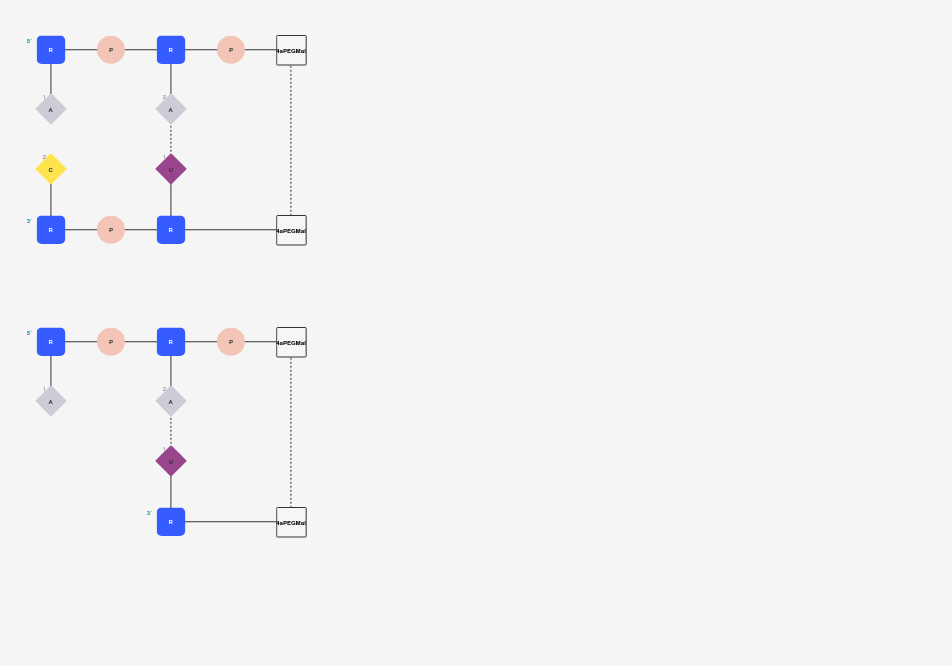 5'
R P R P 4aPEGMal
1 2
A A
2 1
C U
3'
R P R 4aPEGMal
5'
R P R P 4aPEGMal
1 2
A A
1
U
3'
R 4aPEGMal